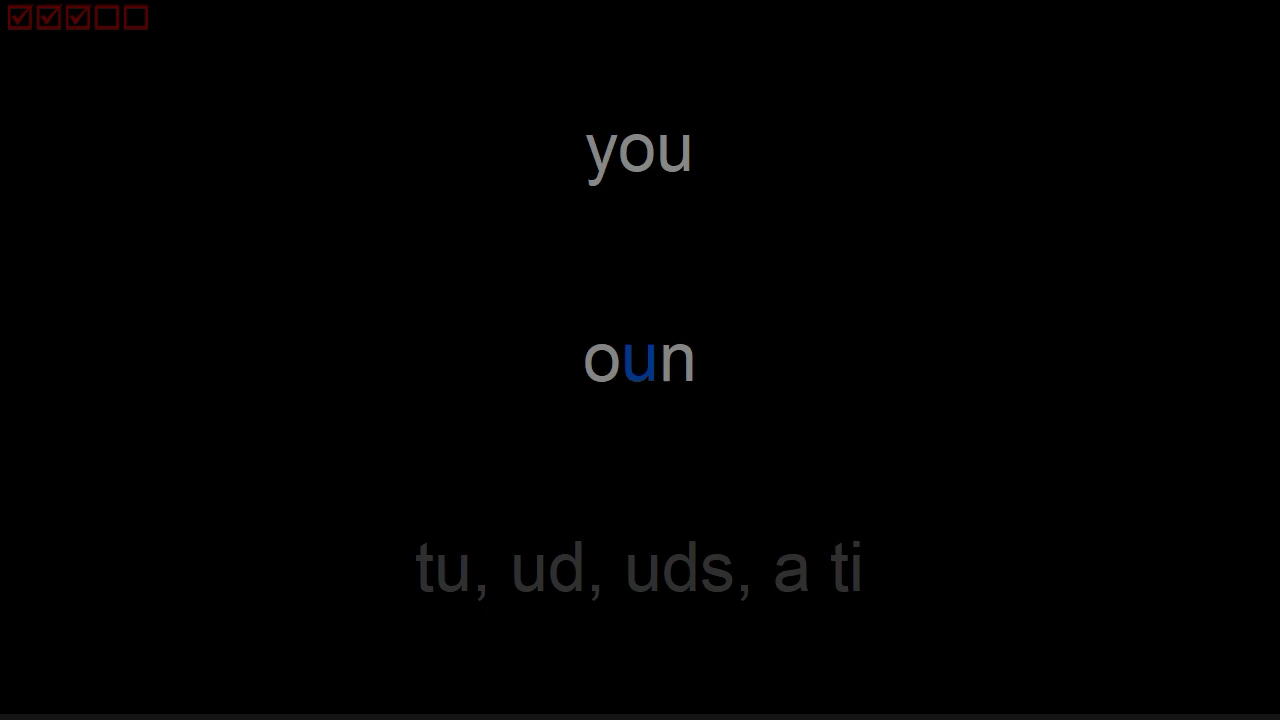 ☑☑☑☐☐
you
oun
tu, ud, uds, a ti